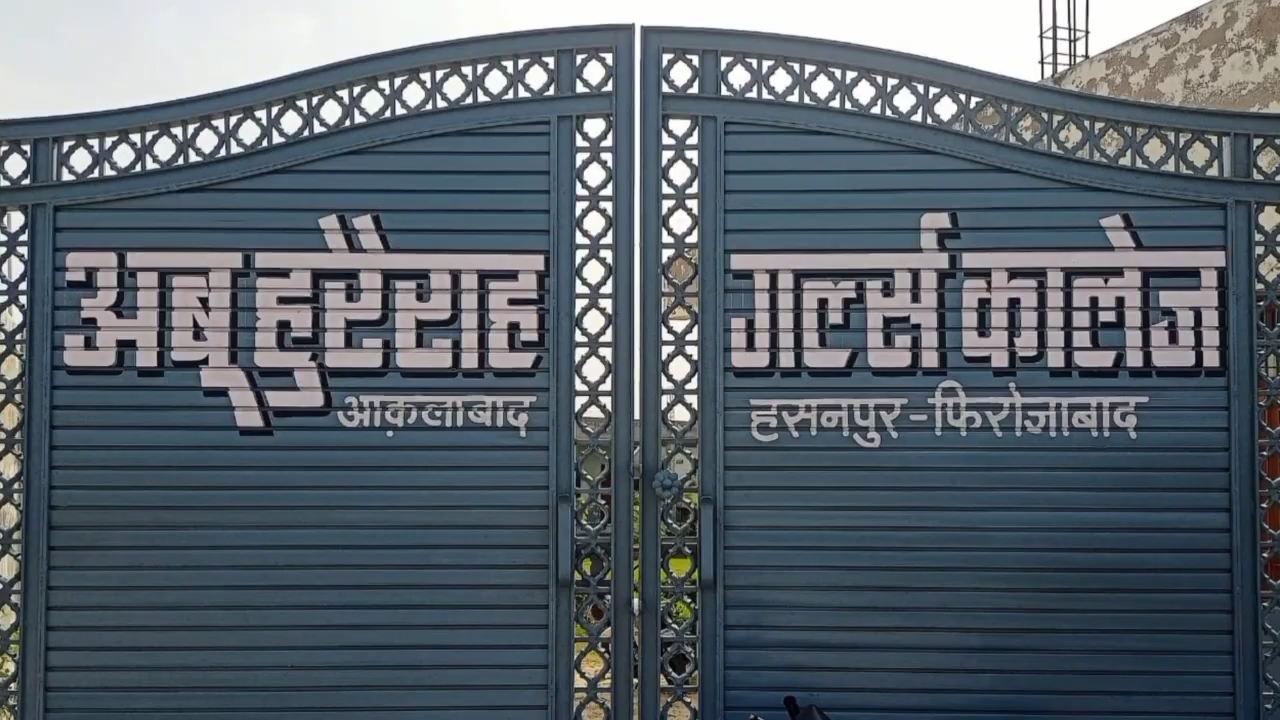 अबू हुरैरह गर्ल्स कॉलेज
आक़लाबाद हसनपुर-फिरोज़ाबाद